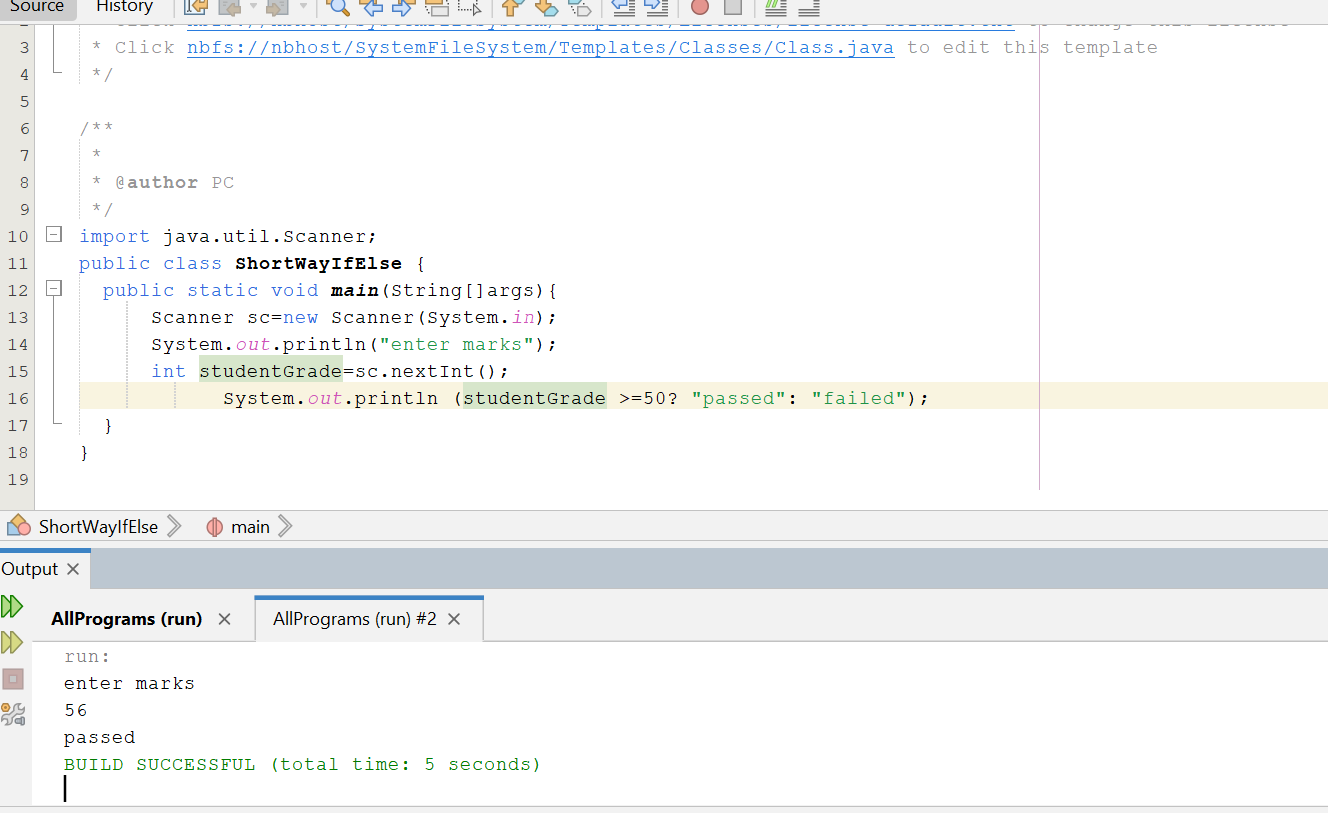 Source History
3 * Click nbfs://nbhost/SystemFileSystem/Templates/Classes/Class.java to edit this template
4 */
5
6 /**
7 *
8 * @author PC
9 */
10 import java.util.Scanner;
11 public class ShortWayIfElse {
12 public static void main(String[]args){
13 Scanner sc=new Scanner(System.in);
14 System.out.println("enter marks");
15 int studentGrade=sc.nextInt();
16 System.out.println (studentGrade >=50? "passed": "failed");
17 }
18 }
19
ShortWayIfElse main
Output
AllPrograms (run) AllPrograms (run) #2
run:
enter marks
56
passed
BUILD SUCCESSFUL (total time: 5 seconds)